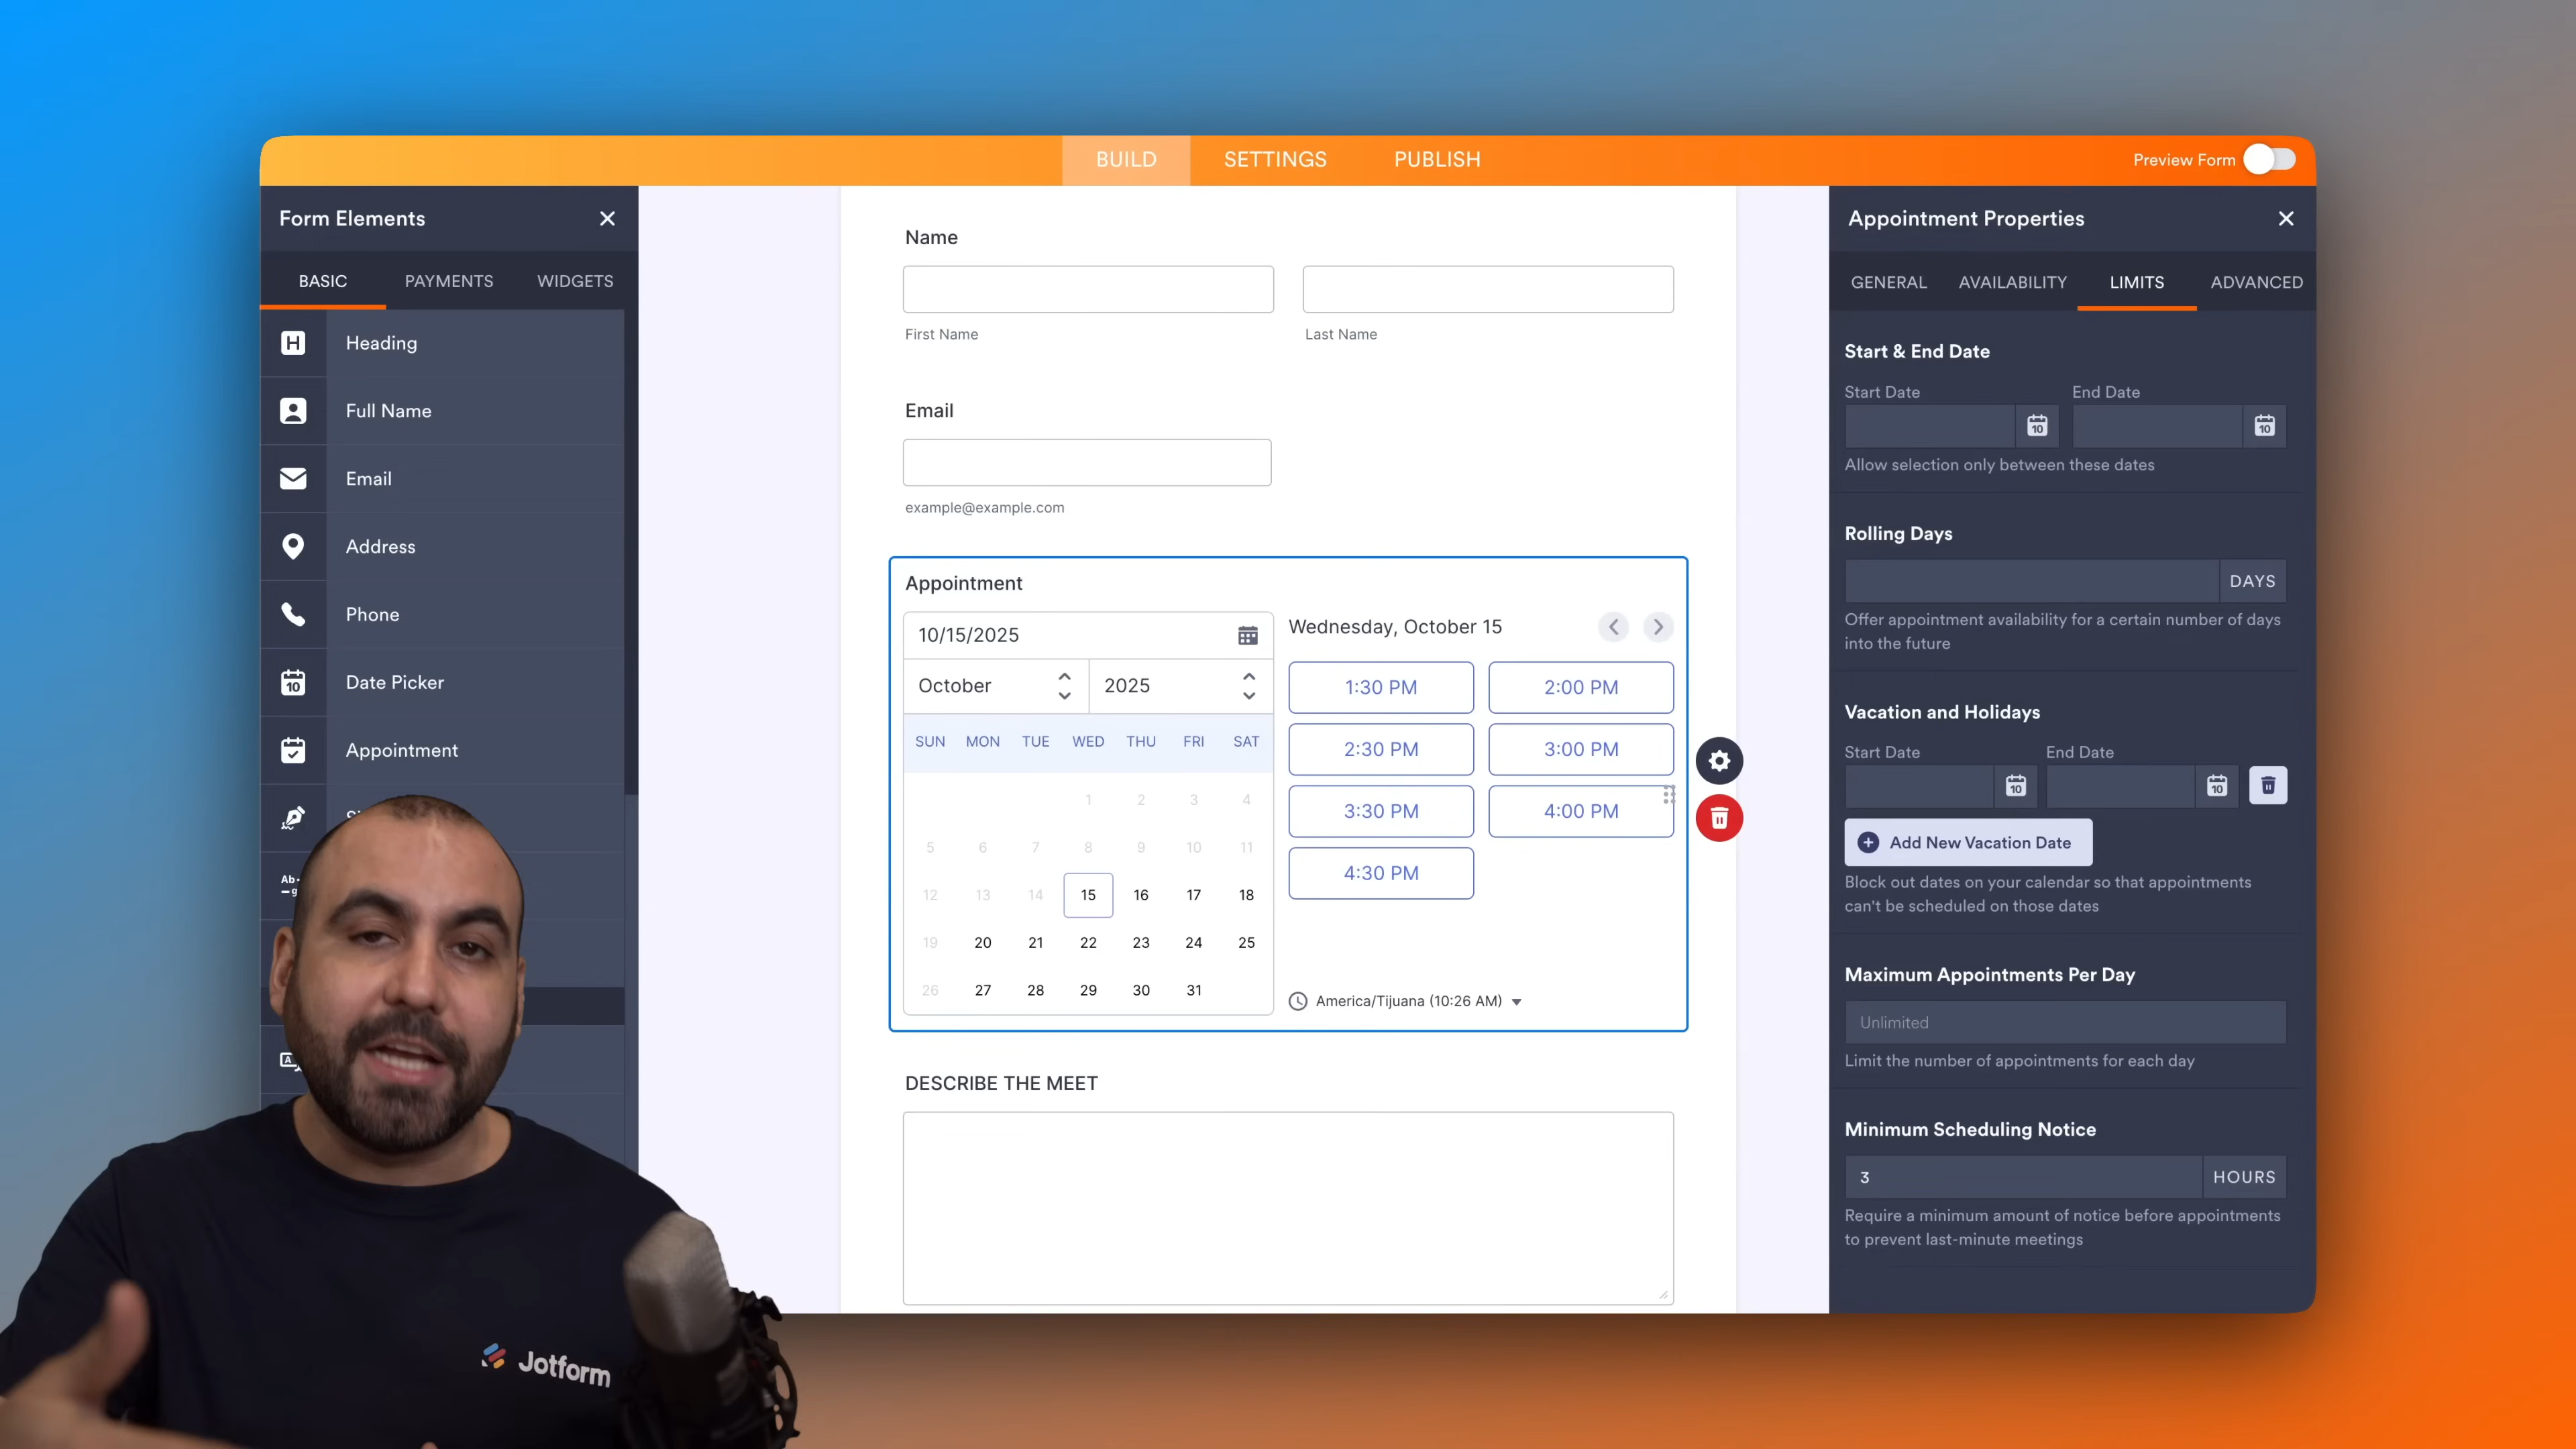 BUILD SETTINGS PUBLISH Preview Form
Form Elements
BASIC PAYMENTS WIDGETS
Heading
Full Name
Email
Address
Phone
10 Date Picker
Appointment
Ab
Name
First Name Last Name
Email
example@example.com
Appointment
10/15/2025
October 2025
SUN MON TUE WED THU FRI SAT
1 2 3 4
5 6 7 8 9 10 11
12 13 14 15 16 17 18
19 20 21 22 23 24 25
26 27 28 29 30 31
Wednesday, October 15
1:30 PM 2:00 PM
2:30 PM 3:00 PM
3:30 PM 4:00 PM
4:30 PM
America/Tijuana (10:26 AM)
DESCRIBE THE MEET
Appointment Properties
GENERAL AVAILABILITY LIMITS ADVANCED
Start & End Date
Start Date End Date
10 10
Allow selection only between these dates
Rolling Days
DAYS
Offer appointment availability for a certain number of days
into the future
Vacation and Holidays
Start Date End Date
10 10
Add New Vacation Date
Block out dates on your calendar so that appointments
can't be scheduled on those dates
Maximum Appointments Per Day
Unlimited
Limit the number of appointments for each day
Minimum Scheduling Notice
3 HOURS
Require a minimum amount of notice before appointments
to prevent last-minute meetings
Jotform